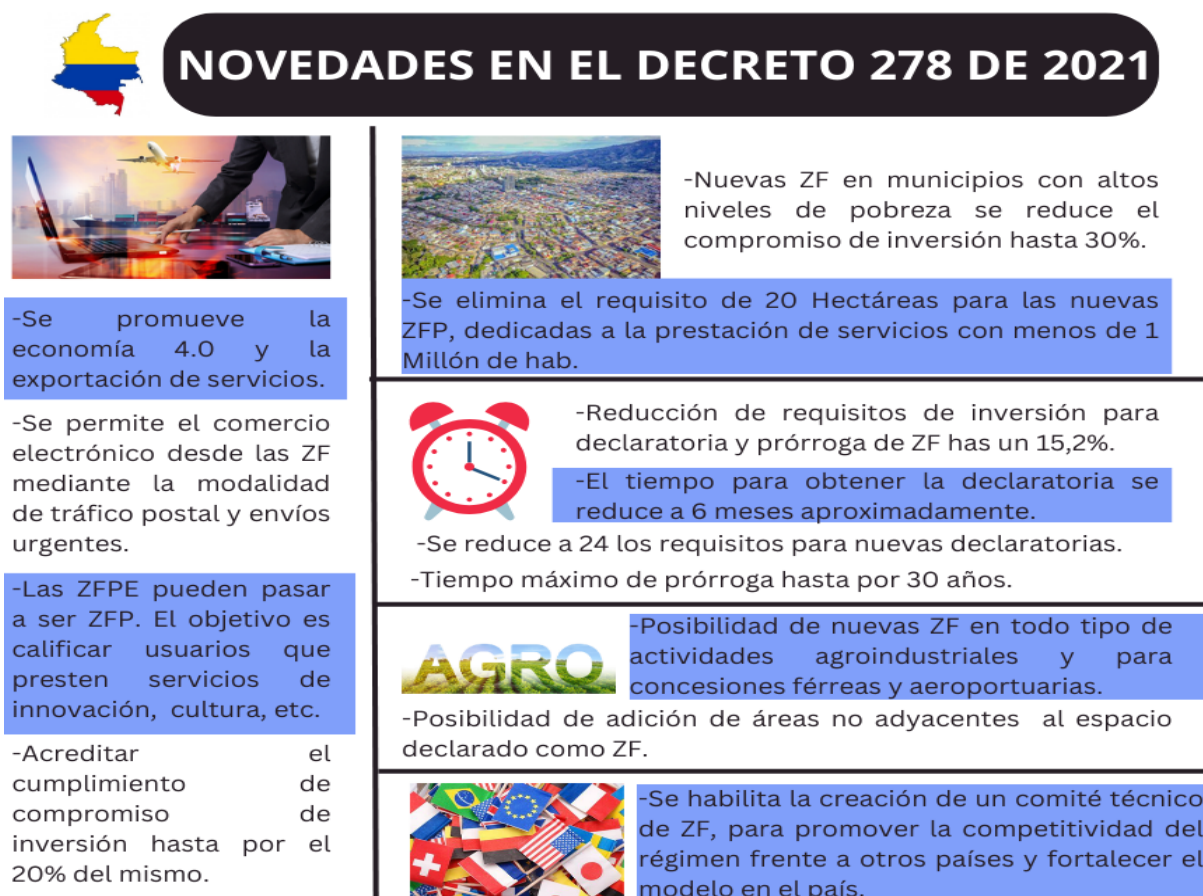 NOVEDADES EN EL DECRETO 278 DE 2021
-Se promueve la
economía 4.0 y la
exportación de servicios.
-Se permite el comercio
electrónico desde las ZF
mediante la modalidad
de tráfico postal y envíos
urgentes.
-Las ZFPE pueden pasar
a ser ZFP. El objetivo es
calificar usuarios que
presten servicios de
innovación, cultura, etc.
-Acreditar el
cumplimiento de
compromiso de
inversión hasta por el
20% del mismo.
-Nuevas ZF en municipios con altos
niveles de pobreza se reduce el
compromiso de inversión hasta 30%.
-Se elimina el requisito de 20 Hectáreas para las nuevas
ZFP, dedicadas a la prestación de servicios con menos de 1
Millón de hab.
-Reducción de requisitos de inversión para
declaratoria y prórroga de ZF has un 15,2%.
-El tiempo para obtener la declaratoria se
reduce a 6 meses aproximadamente.
-Se reduce a 24 los requisitos para nuevas declaratorias.
-Tiempo máximo de prórroga hasta por 30 años.
AGRO
-Posibilidad de nuevas ZF en todo tipo de
actividades agroindustriales y para
concesiones férreas y aeroportuarias.
-Posibilidad de adición de áreas no adyacentes al espacio
declarado como ZF.
-Se habilita la creación de un comité técnico
de ZF, para promover la competitividad del
régimen frente a otros países y fortalecer el
modelo en el país.